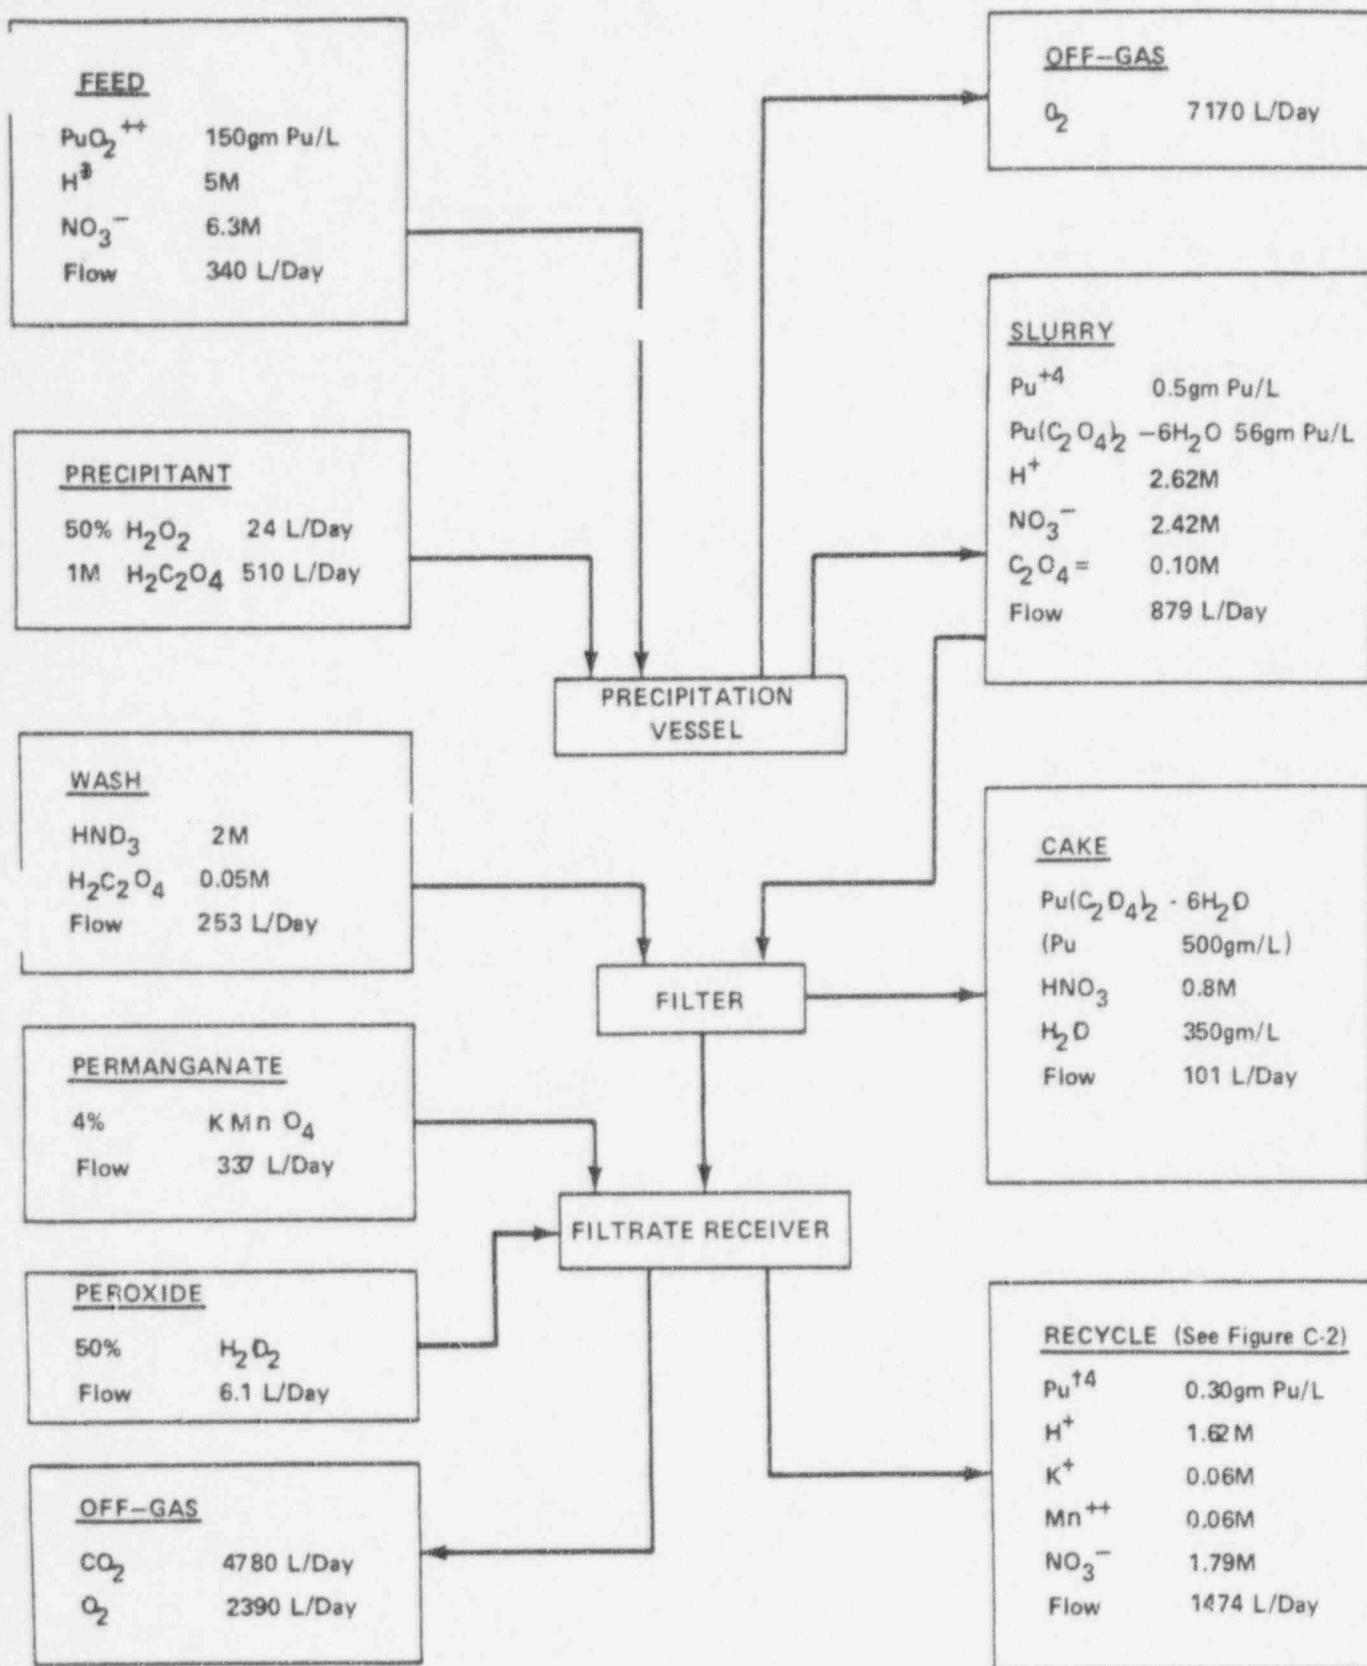 FEED
PuO2++ 150gm Pu/L
H+ 5M
NO3− 6.3M
Flow 340 L/Day
PRECIPITANT
50% H2O2 24 L/Day
1M H2C2O4 510 L/Day
WASH
HNO3 2M
H2C2O4 0.05M
Flow 253 L/Day
PERMANGANATE
4% KMnO4
Flow 337 L/Day
PEROXIDE
50% H2O2
Flow 6.1 L/Day
OFF-GAS
CO2 4780 L/Day
O2 2390 L/Day
PRECIPITATION
VESSEL
FILTER
FILTRATE RECEIVER
OFF-GAS
O2 7170 L/Day
SLURRY
Pu+4 0.5gm Pu/L
Pu(C2O4)2 -6H2O 56gm Pu/L
H+ 2.62M
NO3− 2.42M
C2O4= 0.10M
Flow 879 L/Day
CAKE
Pu(C2O4)2 - 6H2O
(Pu 500gm/L)
HNO3 0.8M
H2O 350gm/L
Flow 101 L/Day
RECYCLE (See Figure C-2)
Pu+4 0.30gm Pu/L
H+ 1.62M
K+ 0.06M
Mn++ 0.06M
NO3− 1.79M
Flow 1474 L/Day